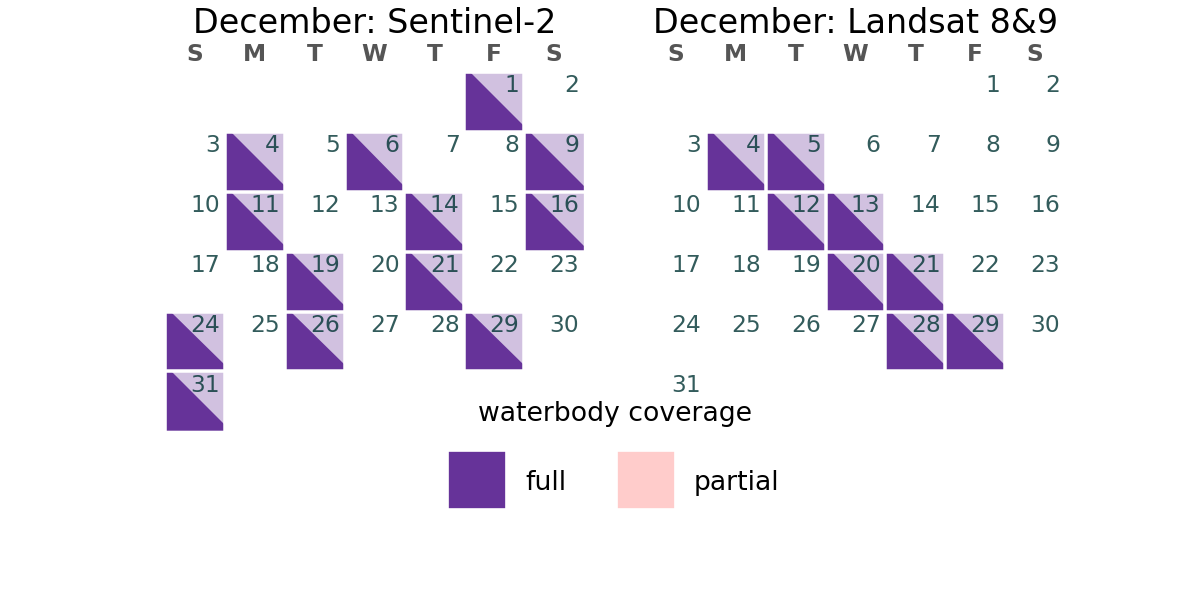 December: Sentinel-2
S M T W T F S
1 2
3 4 5 6 7 8 9
10 11 12 13 14 15 16
17 18 19 20 21 22 23
24 25 26 27 28 29 30
31
December: Landsat 8&9
S M T W T F S
1 2
3 4 5 6 7 8 9
10 11 12 13 14 15 16
17 18 19 20 21 22 23
24 25 26 27 28 29 30
31
waterbody coverage
full partial